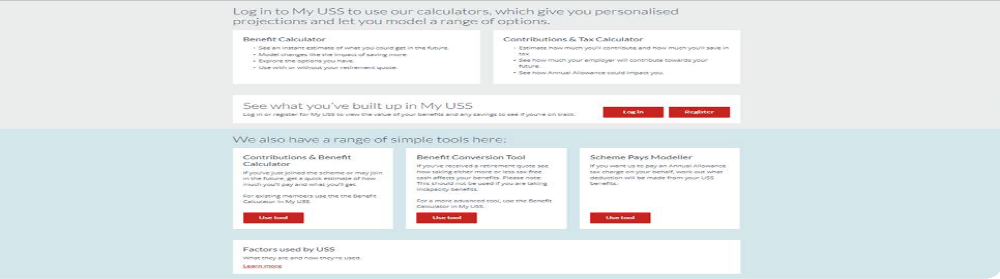 Log in to My USS to use our calculators, which give you personalised
projections and let you model a range of options.
Benefit Calculator
• See an instant estimate of what you could get in the future.
• Model changes like the impact of saving more.
• Explore the options you have.
• Use with or without your retirement quote.
Contributions & Tax Calculator
• Estimate how much you'll contribute and how much you'll save in
tax.
• See how much your employer will contribute towards your
future.
• See how Annual Allowance could impact you.
See what you've built up in My USS
Log in or register for My USS to view the value of your benefits and any savings to see if you're on track.
Log in
Register
We also have a range of simple tools here:
Contributions & Benefit
Calculator
If you've just joined the scheme or may join
in the future, get a quick estimate of how
much you'll pay and what you'll get.
For existing members use the the Benefit
Calculator in My USS.
Use tool
Benefit Conversion Tool
If you've received a retirement quote see
how taking either more or less tax-free
cash affects your benefits. Please note:
This should not be used if you are taking
incapacity benefits.
For a more advanced tool, use the Benefit
Calculator in My USS.
Use tool
Scheme Pays Modeller
If you want us to pay an Annual Allowance
tax charge on your behalf, work out what
deduction will be made from your USS
benefits.
Use tool
Factors used by USS
What they are and how they're used.
Learn more